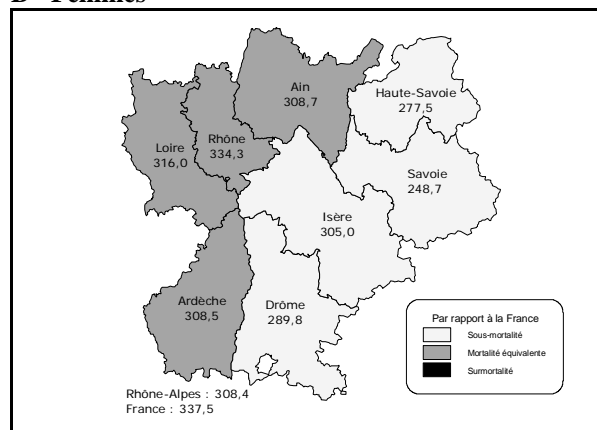 B - Femmes
Ain
308,7
Haute-Savoie
277,5
Rhône
334,3
Loire
316,0
Savoie
248,7
Isère
305,0
Ardèche
308,5
Drôme
289,8
Par rapport à la France
Sous-mortalité
Mortalité équivalente
Surmortalité
Rhône-Alpes : 308,4
France : 337,5